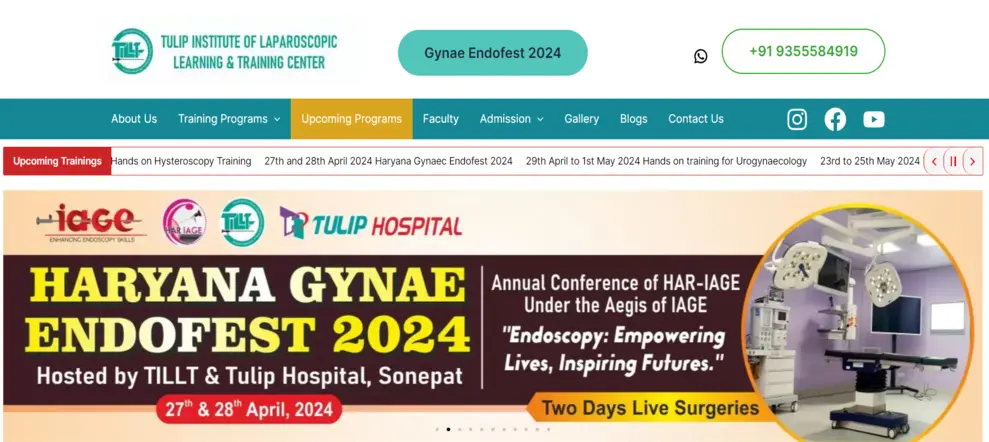 TILLT
TULIP INSTITUTE OF LAPAROSCOPIC
LEARNING & TRAINING CENTER
Gynae Endofest 2024
+91 9355584919
About Us
Training Programs
Upcoming Programs
Faculty
Admission
Gallery
Blogs
Contact Us
Upcoming Trainings
Hands on Hysteroscopy Training
27th and 28th April 2024 Haryana Gynaec Endofest 2024
29th April to 1st May 2024 Hands on training for Urogynaecology
23rd to 25th May 2024
iage
ENHANCING ENDOSCOPY SKILLS
HAR IAGE
TILLT
TULIP HOSPITAL
HARYANA GYNAE
ENDOFEST 2024
Hosted by TILLT & Tulip Hospital, Sonepat
27th & 28th April, 2024
Annual Conference of HAR-IAGE
Under the Aegis of IAGE
"Endoscopy: Empowering
Lives, Inspiring Futures."
Two Days Live Surgeries